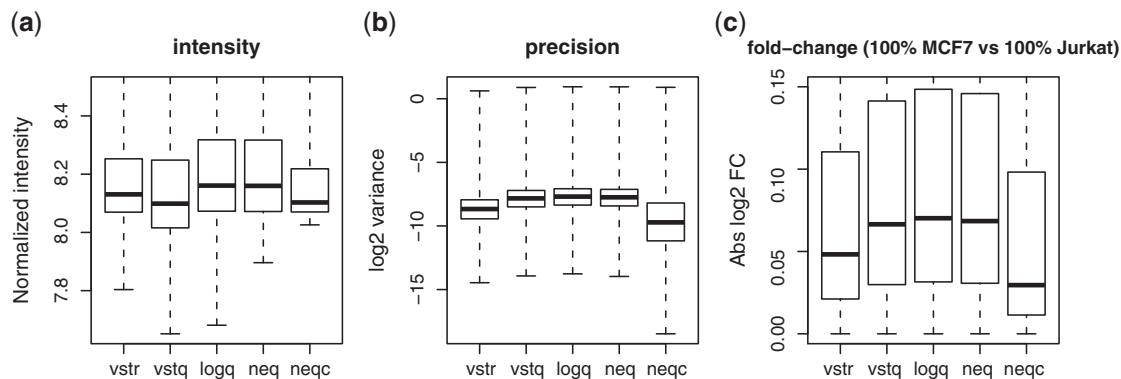 (a)
intensity
Normalized intensity
8.4
8.2
8.0
7.8
vstr vstq logq neq neqc
(b)
precision
log2 variance
0
−5
−10
−15
vstr vstq logq neq neqc
(c)
fold−change (100% MCF7 vs 100% Jurkat)
Abs log2 FC
0.15
0.10
0.05
0.00
vstr vstq logq neq neqc